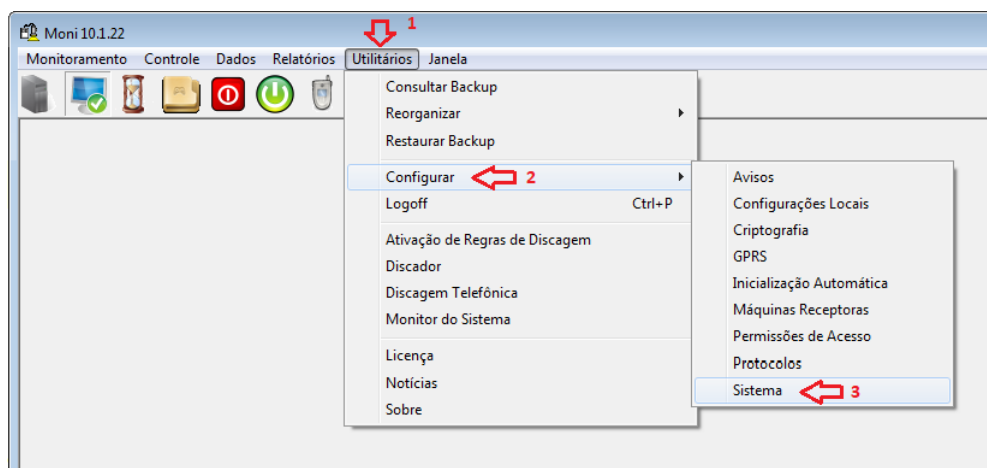 Moni 10.1.22
1
Monitoramento Controle Dados Relatórios Utilitários Janela
Consultar Backup
Reorganizar
Restaurar Backup
Configurar 2
Logoff Ctrl+P
Ativação de Regras de Discagem
Discador
Discagem Telefônica
Monitor do Sistema
Licença
Notícias
Sobre
Avisos
Configurações Locais
Criptografia
GPRS
Inicialização Automática
Máquinas Receptoras
Permissões de Acesso
Protocolos
Sistema 3